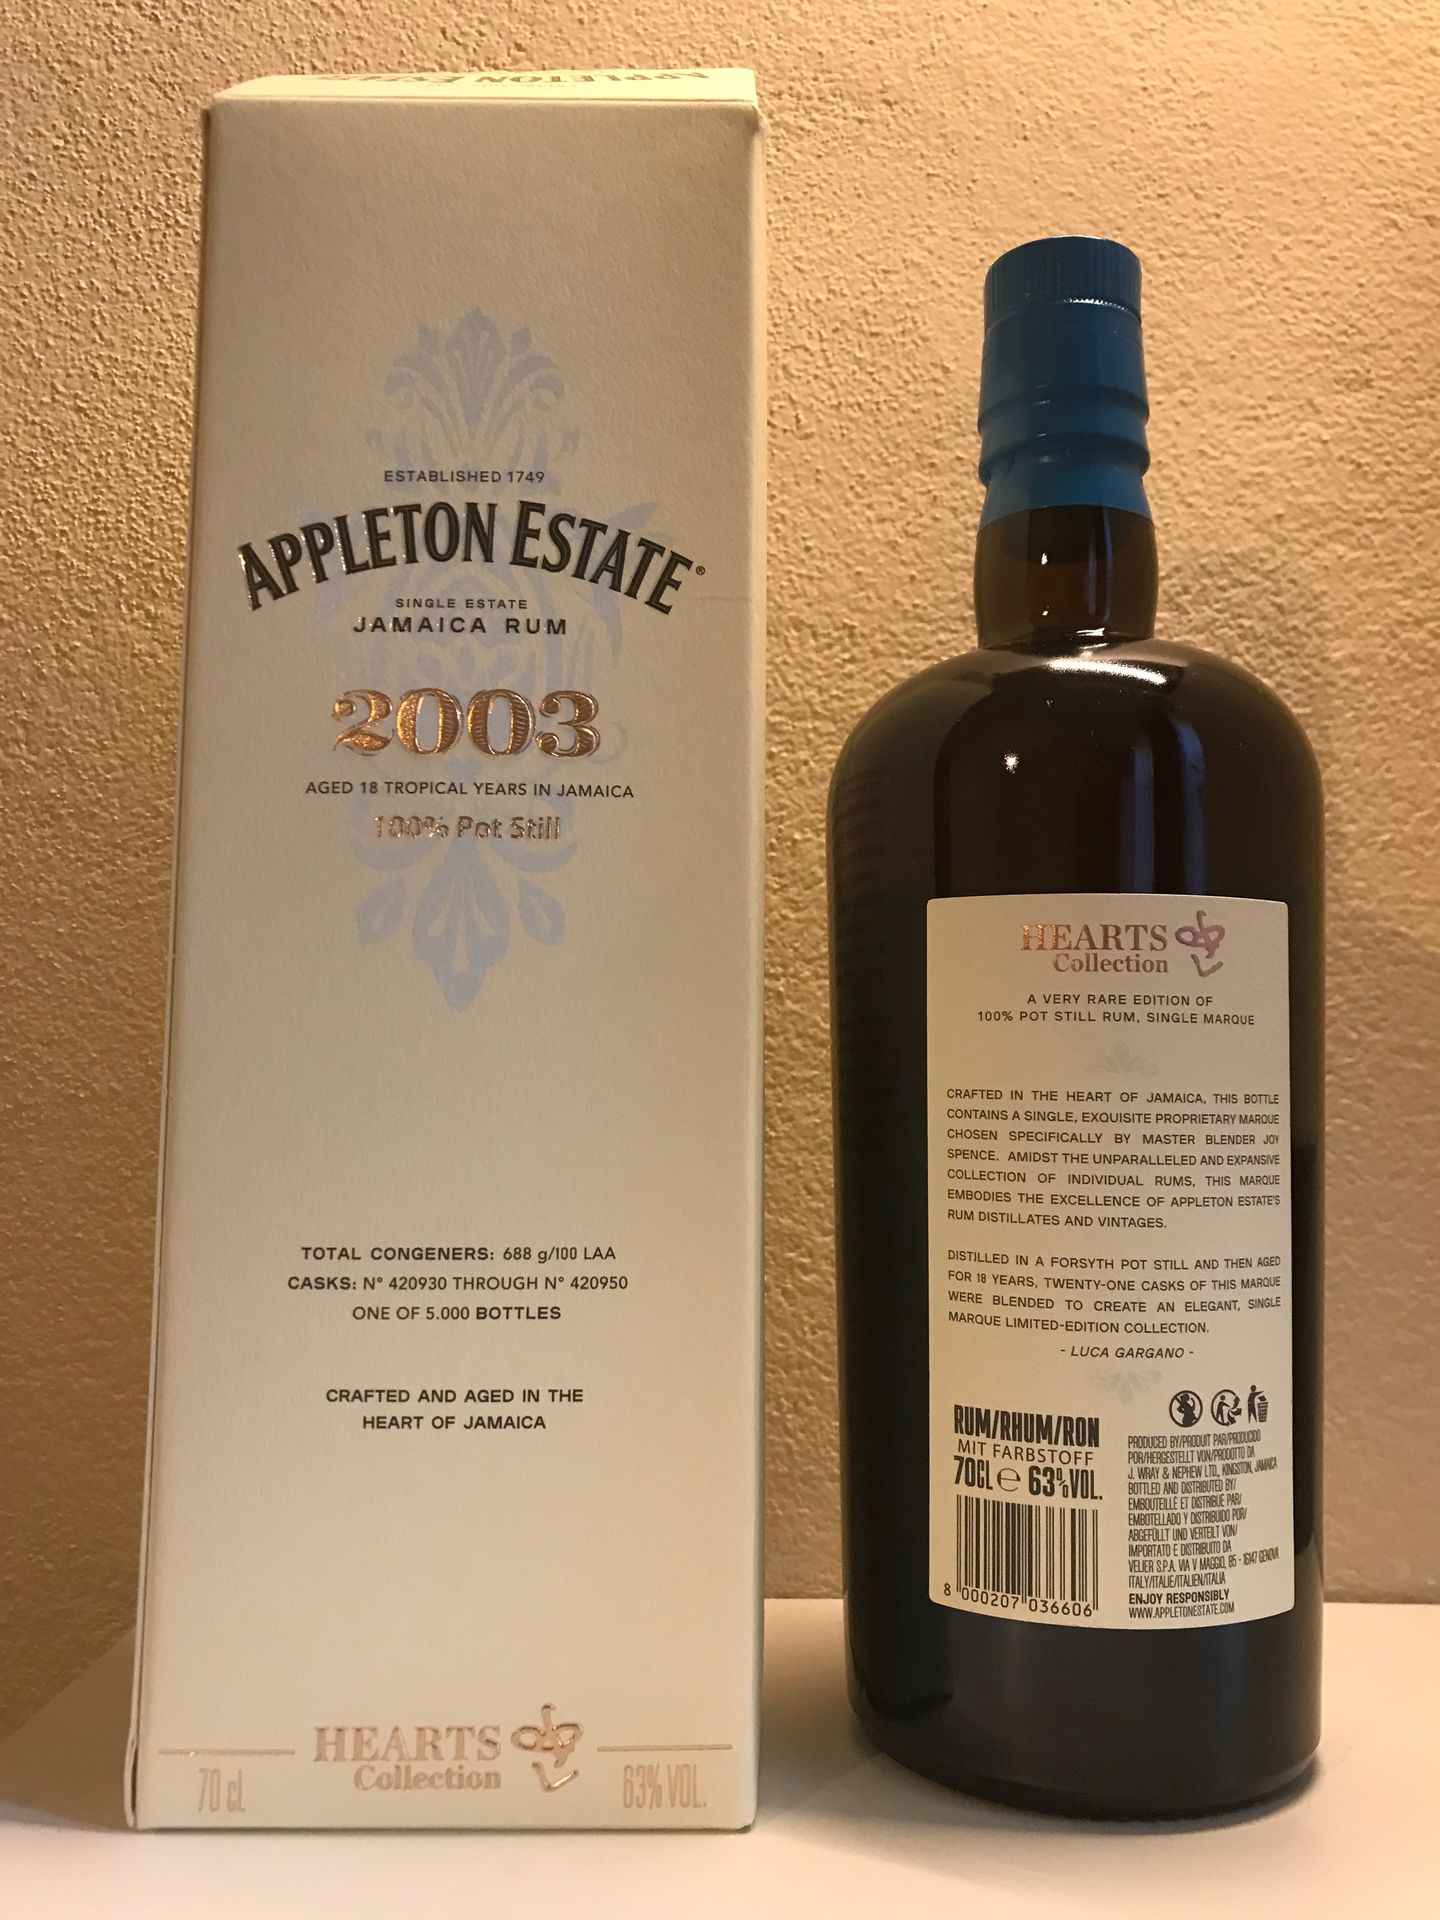 APPLETON ESTATE
ESTABLISHED 1749
APPLETON ESTATE®
SINGLE ESTATE
JAMAICA RUM
2003
AGED 18 TROPICAL YEARS IN JAMAICA
100% Pot Still
TOTAL CONGENERS: 688 g/100 LAA
CASKS: N° 420930 THROUGH N° 420950
ONE OF 5.000 BOTTLES
CRAFTED AND AGED IN THE
HEART OF JAMAICA
HEARTS
Collection
70 cL
63% VOL.
HEARTS
Collection
A VERY RARE EDITION OF
100% POT STILL RUM, SINGLE MARQUE
CRAFTED IN THE HEART OF JAMAICA, THIS BOTTLE
CONTAINS A SINGLE, EXQUISITE PROPRIETARY MARQUE
CHOSEN SPECIFICALLY BY MASTER BLENDER JOY
SPENCE. AMIDST THE UNPARALLELED AND EXPANSIVE
COLLECTION OF INDIVIDUAL RUMS, THIS MARQUE
EMBODIES THE EXCELLENCE OF APPLETON ESTATE'S
RUM DISTILLATES AND VINTAGES.
DISTILLED IN A FORSYTH POT STILL AND THEN AGED
FOR 18 YEARS, TWENTY-ONE CASKS OF THIS MARQUE
WERE BLENDED TO CREATE AN ELEGANT, SINGLE
MARQUE LIMITED-EDITION COLLECTION.
- LUCA GARGANO -
RUM/RHUM/RON
MIT FARBSTOFF
70CL e 63%VOL.
8 000207 036606
PRODUCED BY/PRODUIT PAR/PRODUCIDO
POR/HERGESTELLT VON/PRODOTTO DA
J. WRAY & NEPHEW LTD., KINGSTON, JAMAICA
BOTTLED AND DISTRIBUTED BY/
EMBOUTEILLÉ ET DISTRIBUÉ PAR/
EMBOTELLADO Y DISTRIBUIDO POR/
ABGEFÜLLT UND VERTEILT VON/
IMPORTATO E DISTRIBUITO DA
VELIER S.P.A. VIA V MAGGIO, 85 - 16147 GENOVA
ITALY/ITALIE/ITALIEN/ITALIA
ENJOY RESPONSIBLY
WWW.APPLETONESTATE.COM